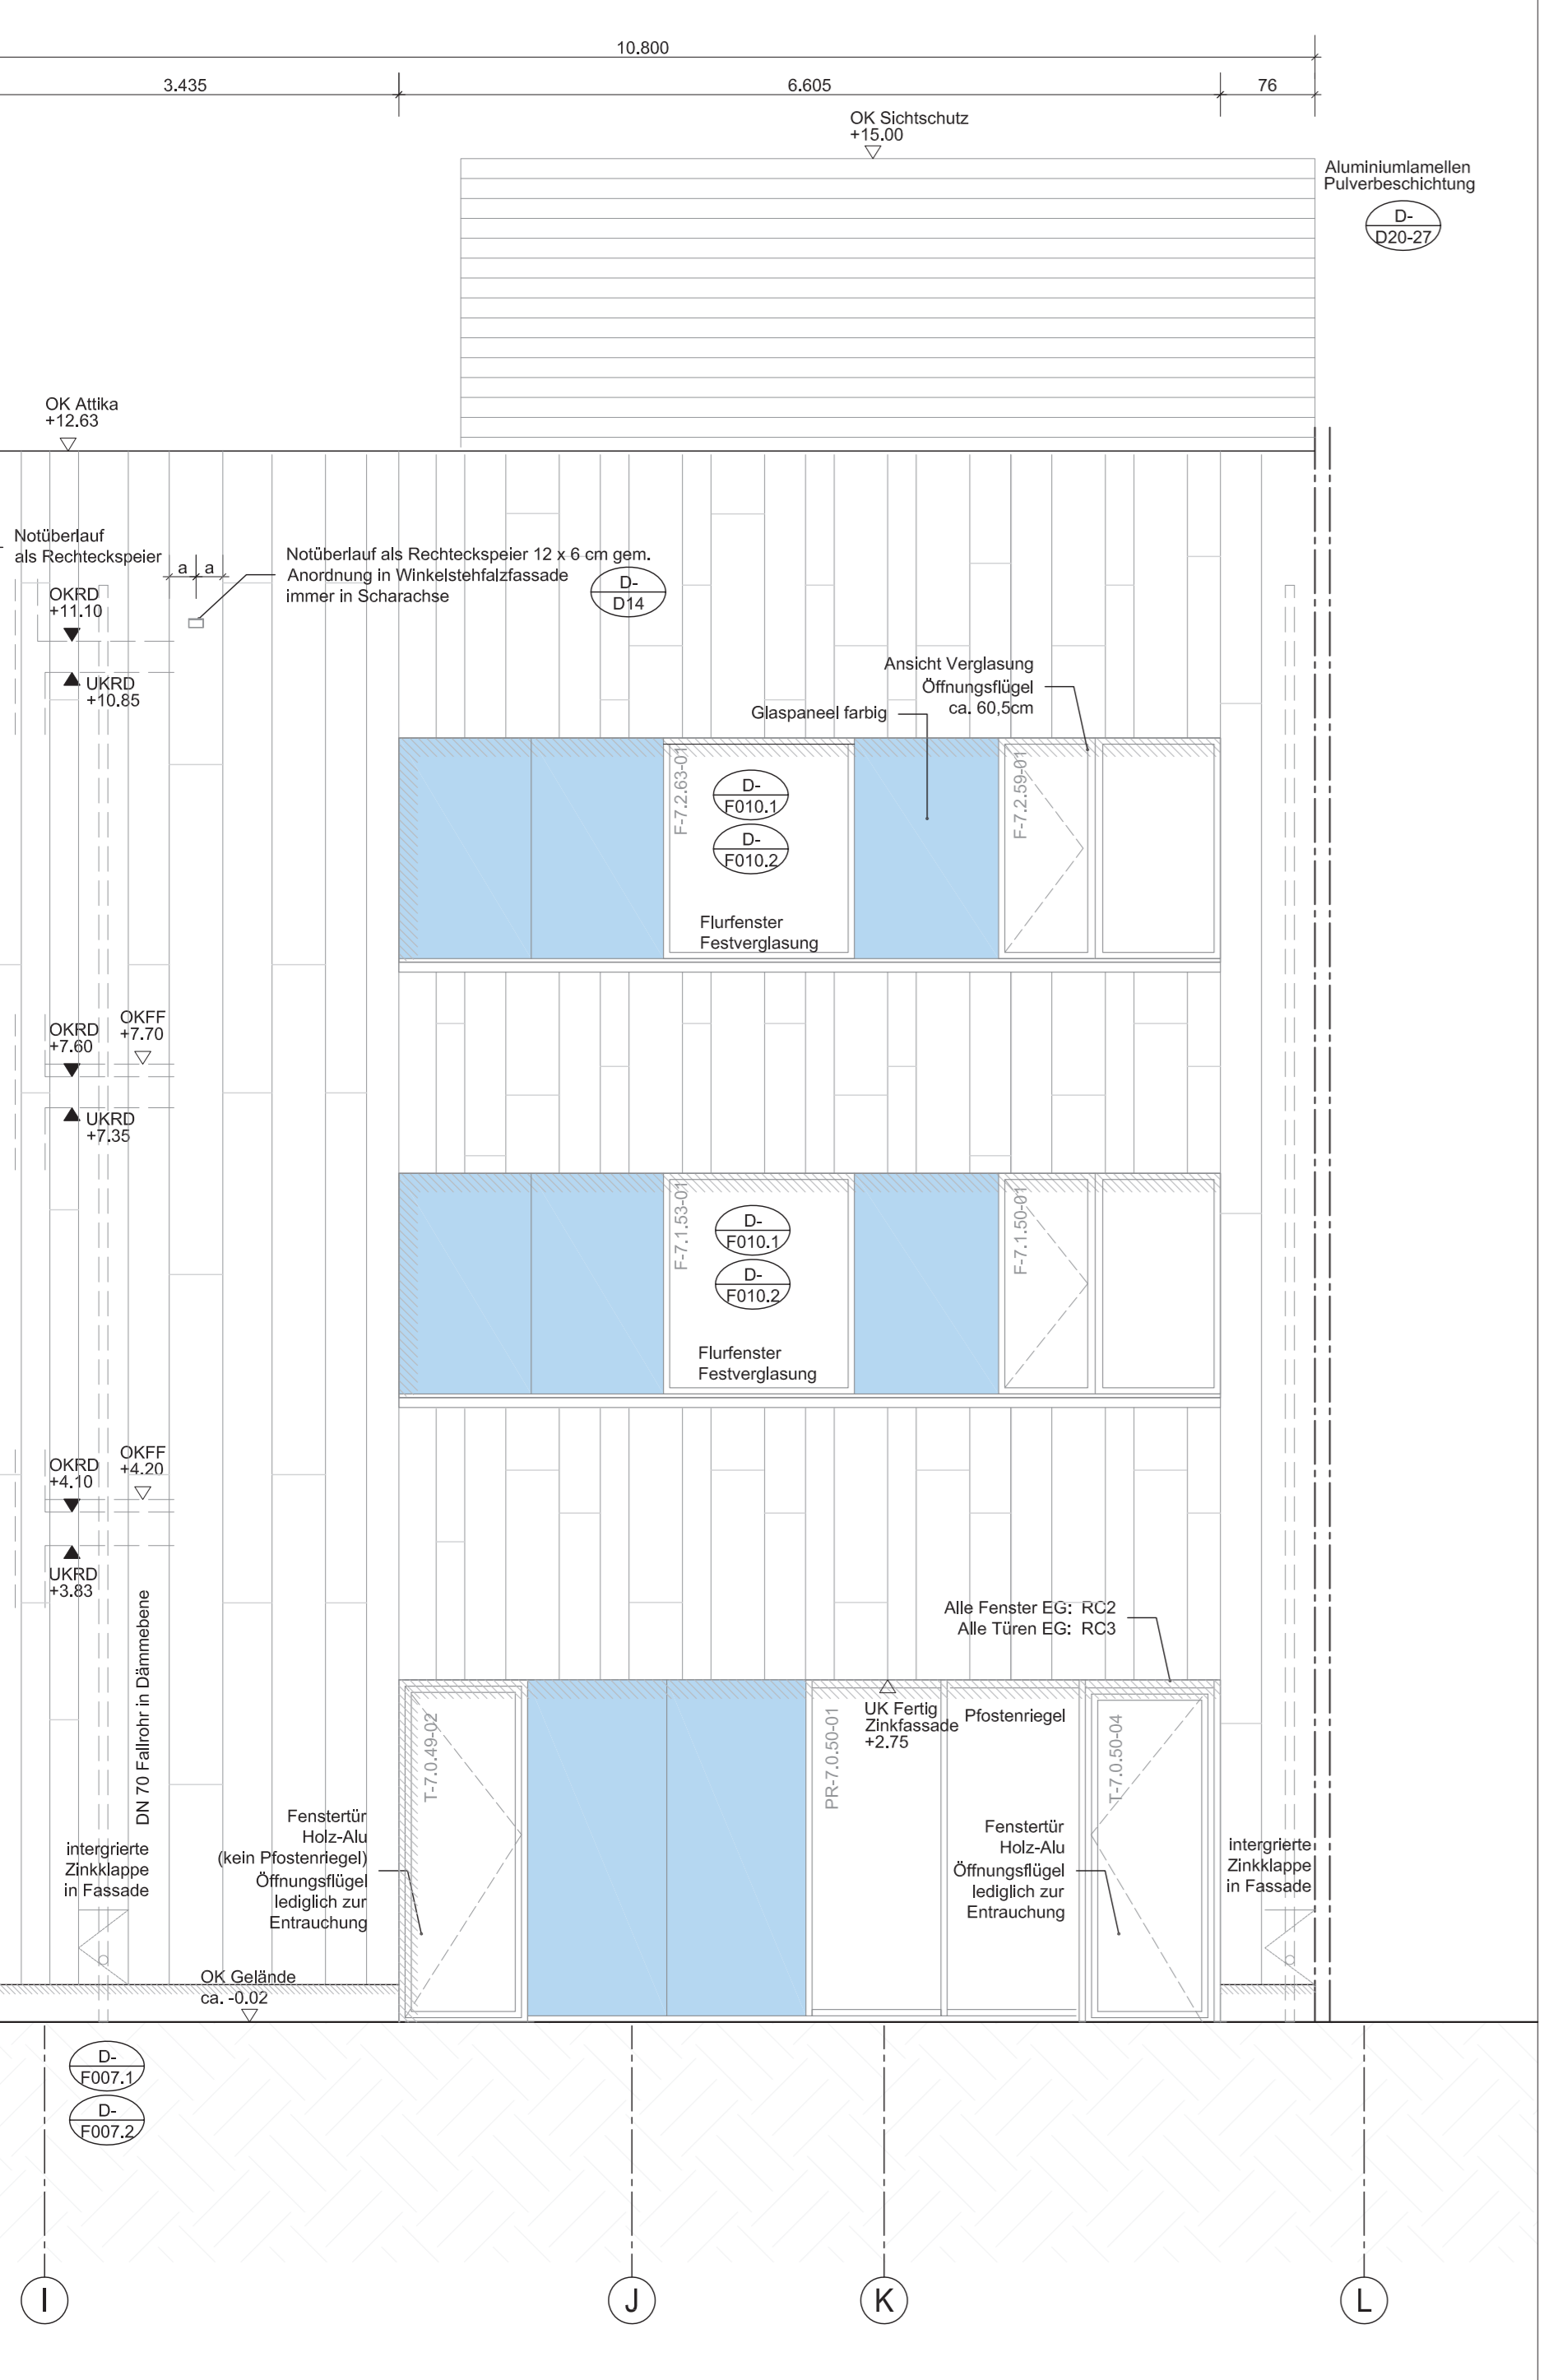 10.800
3.435
6.605
76
OK Sichtschutz
+15.00
Aluminiumlamellen
Pulverbeschichtung
D-
D20-27
OK Attika
+12.63
Notüberlauf
als Rechteckspeier
a
a
Notüberlauf als Rechteckspeier 12 x 6 cm gem.
Anordnung in Winkelstehfalzfassade
immer in Scharachse
D-
D14
OKRD
+11.10
UKRD
+10.85
Ansicht Verglasung
Öffnungsflügel
ca. 60,5cm
Glaspaneel farbig
F-7.2.63-01
D-
F010.1
D-
F010.2
Flurfenster
Festverglasung
F-7.2.59-01
OKRD
+7.60
OKFF
+7.70
UKRD
+7.35
F-7.1.53-01
D-
F010.1
D-
F010.2
Flurfenster
Festverglasung
F-7.1.50-01
OKRD
+4.10
OKFF
+4.20
UKRD
+3.83
DN 70 Fallrohr in Dämmebene
Alle Fenster EG: RC2
Alle Türen EG: RC3
T-7.0.49-02
PR-7.0.50-01
UK Fertig
Zinkfassade
+2.75
Pfostenriegel
T-7.0.50-04
Fenstertür
Holz-Alu
(kein Pfostenriegel)
Öffnungsflügel
lediglich zur
Entrauchung
Fenstertür
Holz-Alu
Öffnungsflügel
lediglich zur
Entrauchung
intergrierte
Zinkklappe
in Fassade
intergrierte
Zinkklappe
in Fassade
OK Gelände
ca. -0.02
D-
F007.1
D-
F007.2
I
J
K
L